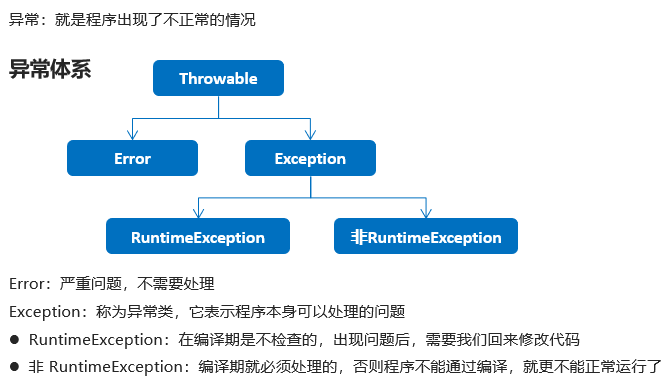 异常：就是程序出现了不正常的情况
异常体系
Throwable
Error
Exception
RuntimeException
非RuntimeException
Error：严重问题，不需要处理
Exception：称为异常类，它表示程序本身可以处理的问题
● RuntimeException：在编译期是不检查的，出现问题后，需要我们回来修改代码
● 非 RuntimeException：编译期就必须处理的，否则程序不能通过编译，就更不能正常运行了